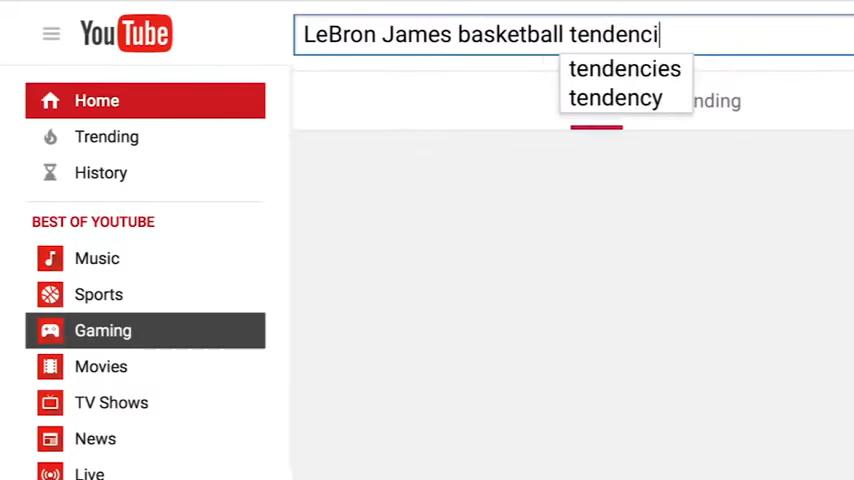 YouTube
LeBron James basketball tendenci
tendencies
tendency
nding
Home
Trending
History
BEST OF YOUTUBE
Music
Sports
Gaming
Movies
TV Shows
News
Live